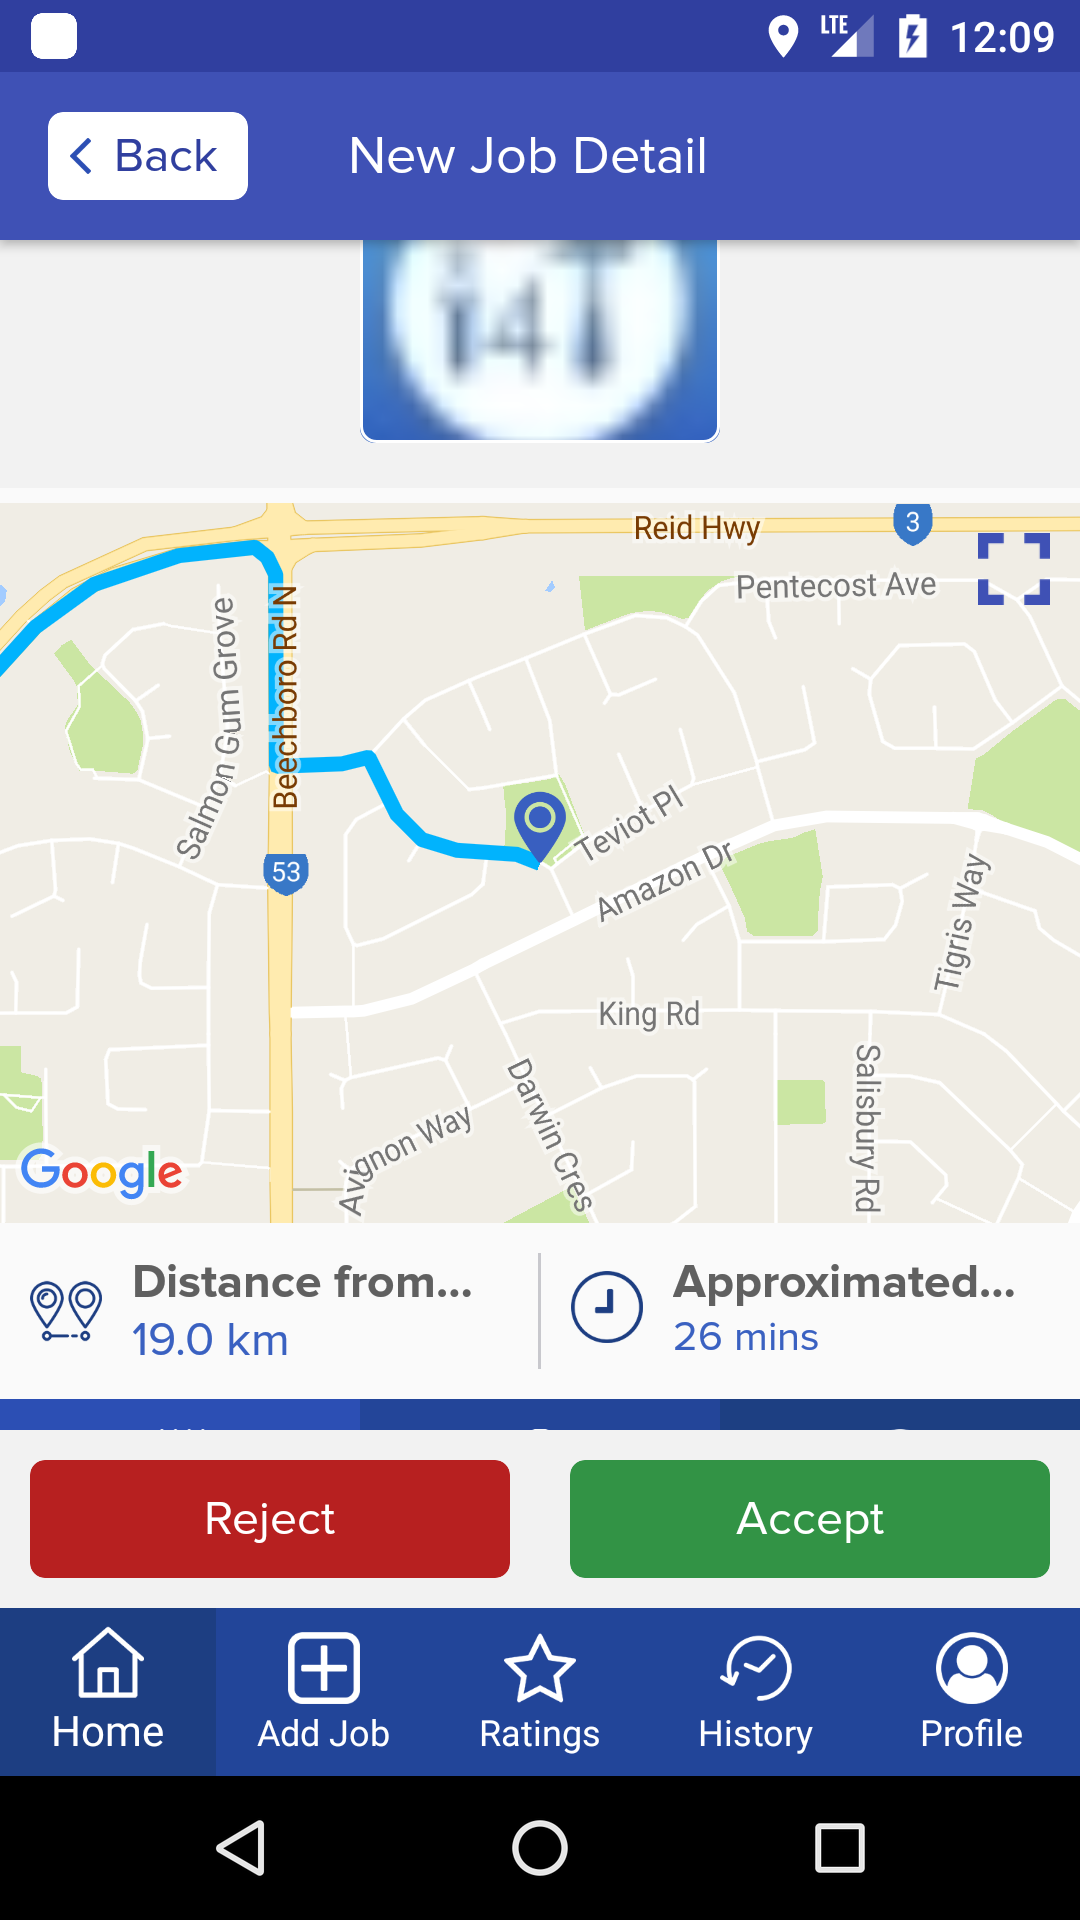 LTE 12:09
Back New Job Detail
14
Reid Hwy 3
Pentecost Ave
Salmon Gum Grove
Beechboro Rd N
Teviot Pl
Amazon Dr
53
Tigris Way
King Rd
Salisbury Rd
Darwin Cres
Avignon Way
Google
Distance from...
19.0 km
Approximated...
26 mins
Reject Accept
Home Add Job Ratings History Profile